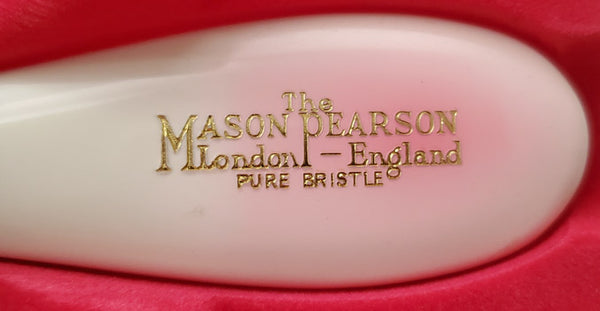 The
MASON PEARSON
London - England
PURE BRISTLE